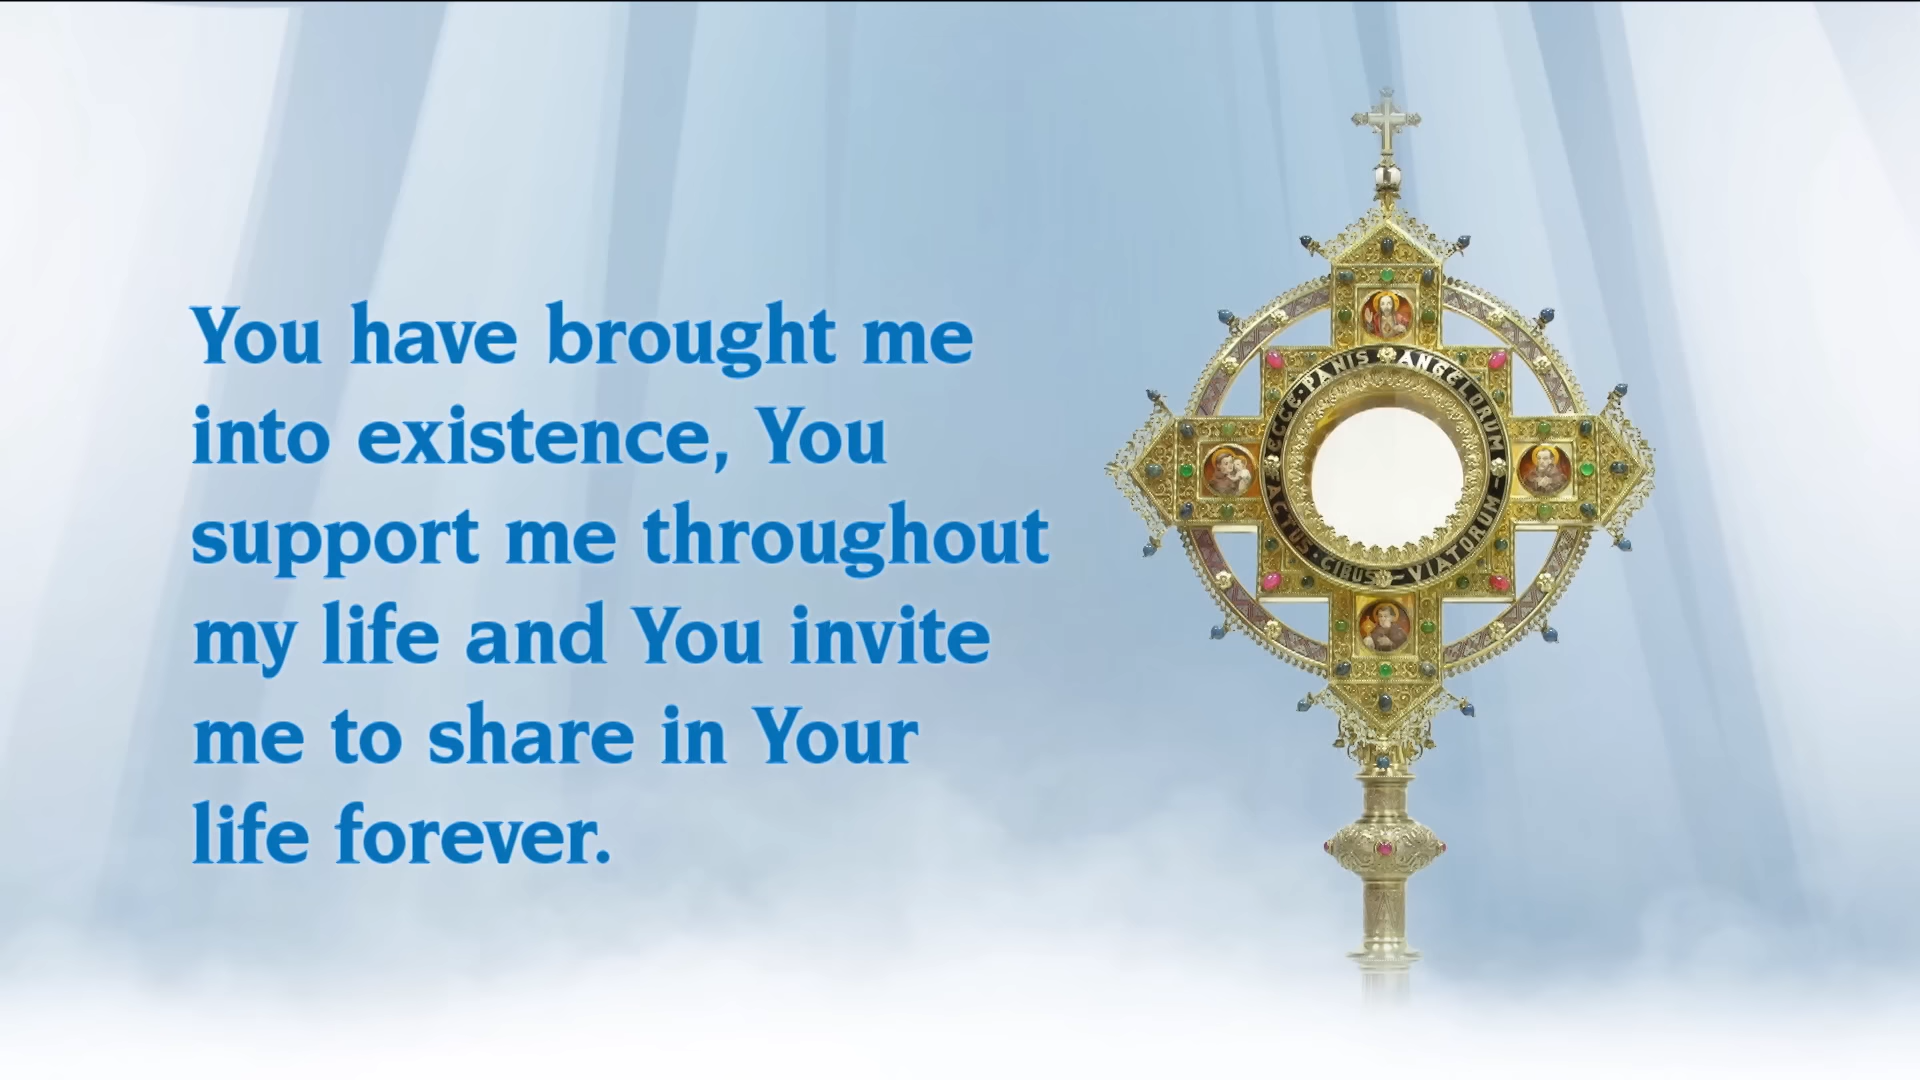 You have brought me
into existence, You
support me throughout
my life and You invite
me to share in Your
life forever.
ECCE · PANIS ANGELORUM
FACTUS · CIBUS - VIATORUM -